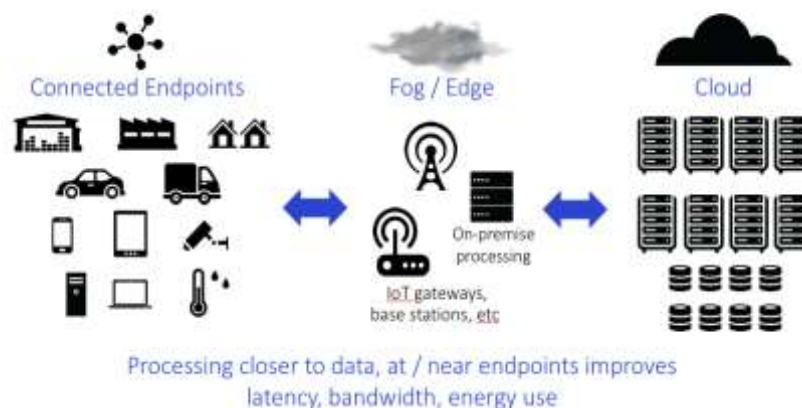 Connected Endpoints
Fog / Edge
Cloud
On-premise
processing
IoT gateways,
base stations, etc
Processing closer to data, at / near endpoints improves
latency, bandwidth, energy use